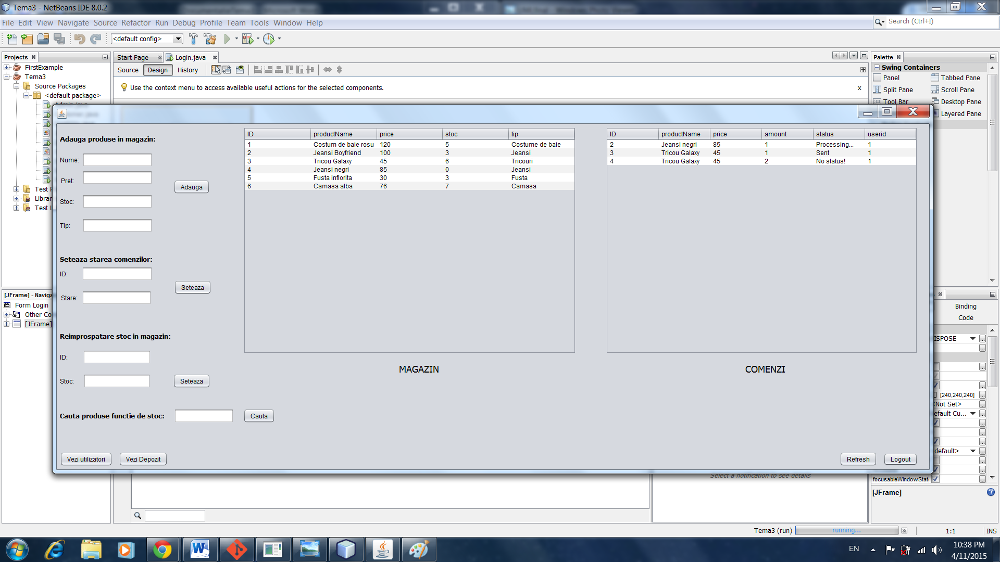 Tema3 - NetBeans IDE 8.0.2
File Edit View Navigate Source Refactor Run Debug Profile Team Tools Window Help
Search (Ctrl+I)
<default config>
Projects
Start Page
Login.java
Palette
Source Design History
Use the context menu to access available useful actions for the selected components.
x
FirstExample
Tema3
Source Packages
<default package>
Swing Containers
Panel Tabbed Pane
Split Pane Scroll Pane
Tool Bar Desktop Pane
Layered Pane
Test
Librar
Test L
[JFrame] - Naviga
Form Login
Other Co
[JFrame]
Adauga produse in magazin:
Nume:
Pret:
Adauga
Stoc:
Tip:
Seteaza starea comenzilor:
ID:
Seteaza
Stare:
Reimprospatare stoc in magazin:
ID:
Stoc:
Seteaza
Cauta produse functie de stoc:
Cauta
Vezi utilizatori
Vezi Depozit
ID productName price stoc tip
1 Costum de baie rosu 120 5 Costume de baie
2 Jeansi Boyfriend 100 3 Jeansi
3 Tricou Galaxy 45 6 Tricouri
4 Jeansi negri 85 0 Jeansi
5 Fusta inflorita 30 3 Fusta
6 Camasa alba 76 7 Camasa
MAGAZIN
ID productName price amount status userid
2 Jeansi negri 85 1 Processing... 1
3 Tricou Galaxy 45 1 Sent 1
4 Tricou Galaxy 45 2 No status! 1
COMENZI
Refresh
Logout
Binding
Code
ISPOSE
[240,240,240]
<Not Set>
efault Cu...
default>
focusableWindowStat
[JFrame]
Select a notification to see details
Tema3 (run)
running...
1:1
INS
EN
10:38 PM
4/11/2015